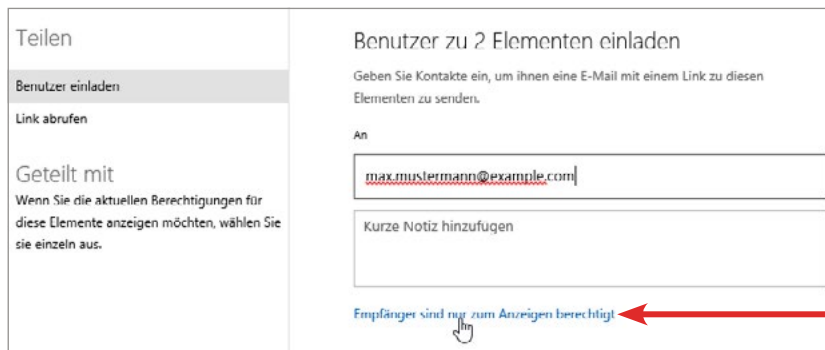 Teilen
Benutzer einladen
Link abrufen
Geteilt mit
Wenn Sie die aktuellen Berechtigungen für
diese Elemente anzeigen möchten, wählen Sie
sie einzeln aus.
Benutzer zu 2 Elementen einladen
Geben Sie Kontakte ein, um ihnen eine E-Mail mit einem Link zu diesen
Elementen zu senden.
An
max.mustermann@example.com
Kurze Notiz hinzufügen
Empfänger sind nur zum Anzeigen berechtigt